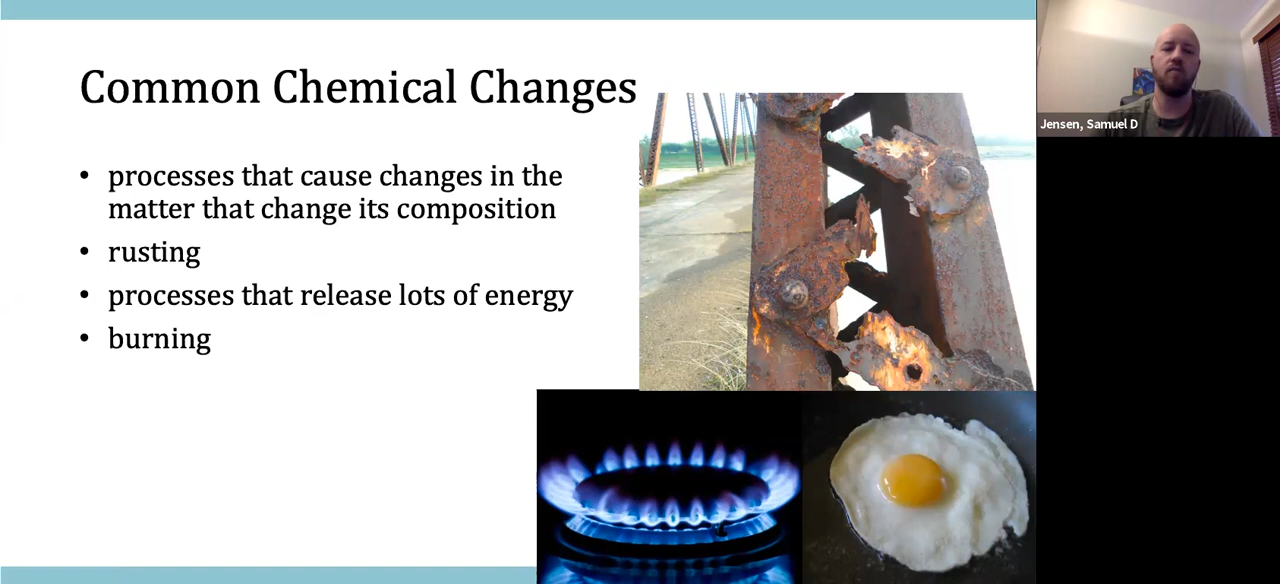 Common Chemical Changes
• processes that cause changes in the
matter that change its composition
• rusting
• processes that release lots of energy
• burning
Jensen, Samuel D